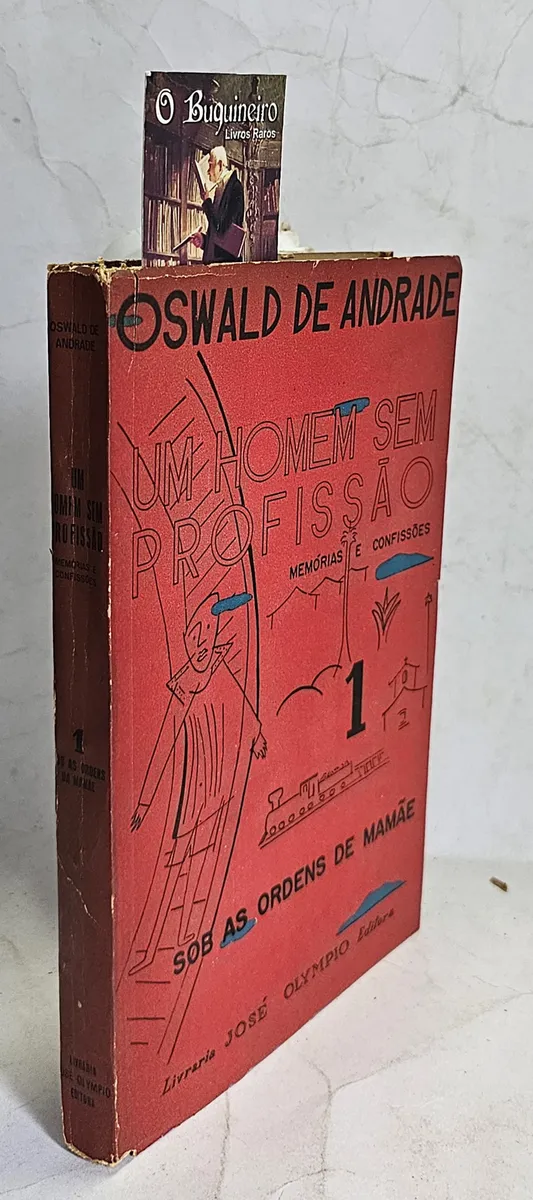 O Buquineiro
Livros Raros
OSWALD DE ANDRADE
UM HOMEM SEM
PROFISSÃO
MEMÓRIAS E CONFISSÕES
1
SOB AS ORDENS DE MAMÃE
Livraria JOSÉ OLYMPIO Editora
OSWALD DE
ANDRADE
UM
HOMEM SEM
PROFISSÃO
MEMÓRIAS E
CONFISSÕES
1
AS ORDENS
DA MAMÃE
LIVRARIA
JOSÉ OLYMPIO
EDITORA